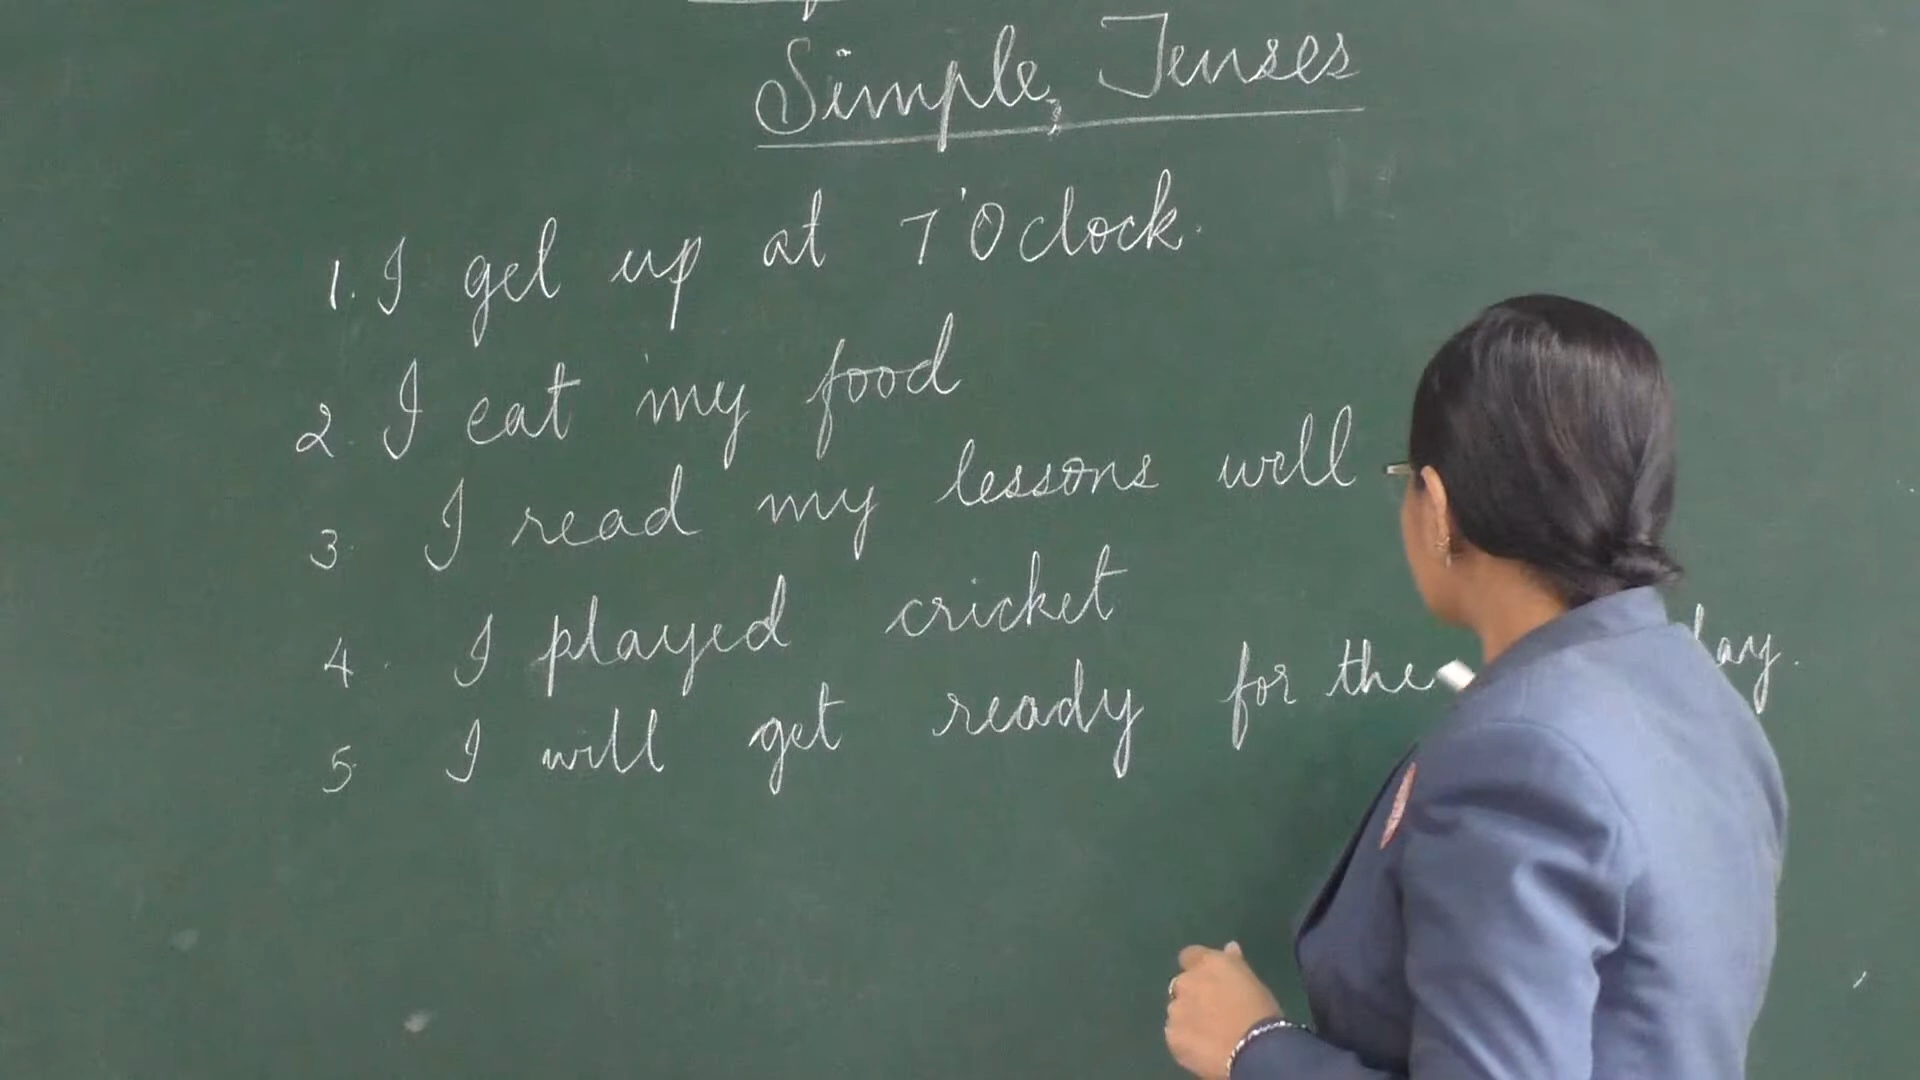 Simple Tenses
1. I get up at 7'O clock.
2. I eat my food
3. I read my lessons well
4. I played cricket
5. I will get ready for the